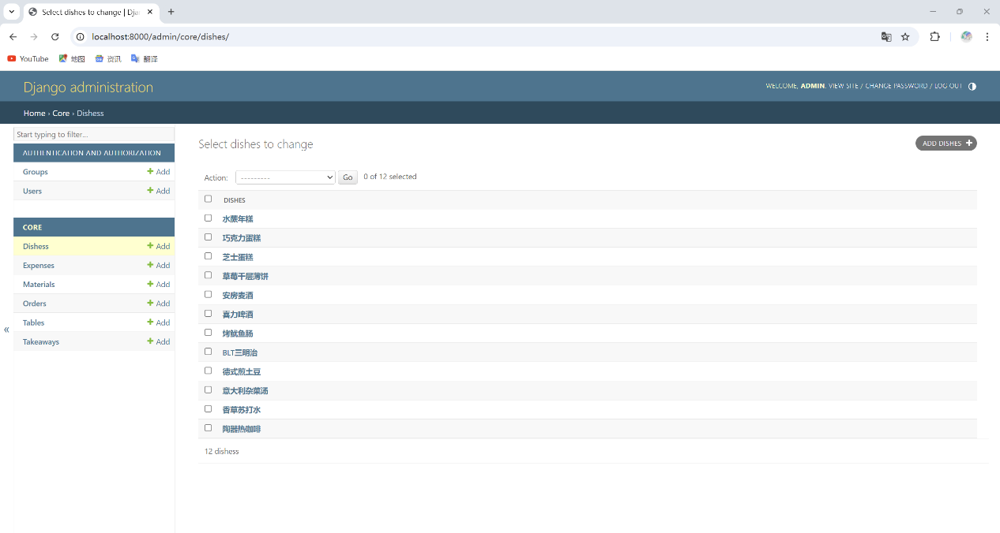 Select dishes to change | Dja
localhost:8000/admin/core/dishes/
YouTube 地图 资讯 翻译
Django administration
WELCOME, ADMIN. VIEW SITE / CHANGE PASSWORD / LOG OUT
Home › Core › Dishess
Start typing to filter...
AUTHENTICATION AND AUTHORIZATION
Groups + Add
Users + Add
CORE
Dishess + Add
Expenses + Add
Materials + Add
Orders + Add
Tables + Add
Takeaways + Add
«
Select dishes to change
ADD DISHES +
Action: --------- Go 0 of 12 selected
DISHES
水蒸年糕
巧克力蛋糕
芝士蛋糕
草莓千层薄饼
安房麦酒
喜力啤酒
烤鱿鱼肠
BLT三明治
德式煎土豆
意大利杂菜汤
香草苏打水
陶器热咖啡
12 dishess